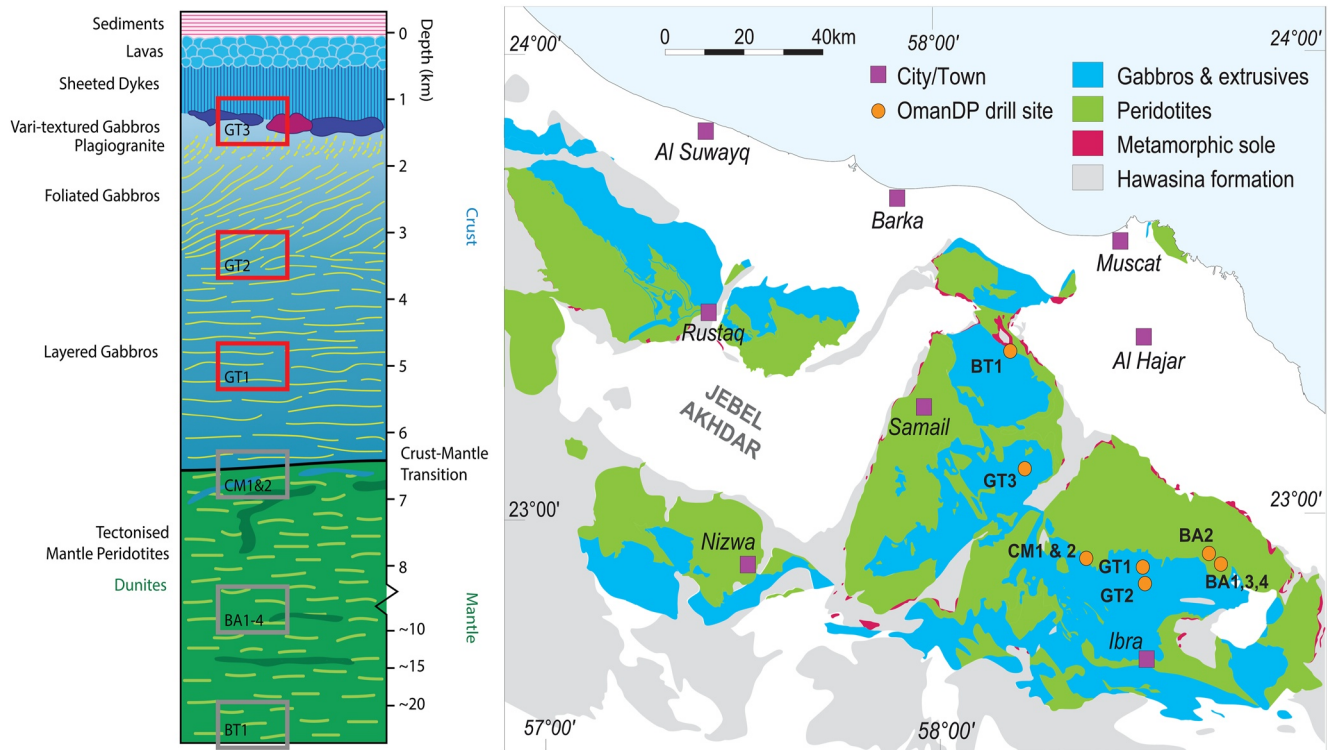 Sediments
Lavas
Sheeted Dykes
Vari-textured Gabbros
Plagiogranite
Foliated Gabbros
Layered Gabbros
Crust-Mantle
Transition
Tectonised
Mantle Peridotites
Dunites
GT3
GT2
GT1
CM1&2
BA1-4
BT1
0
1
2
3
4
5
6
7
8
~10
~15
~20
Depth (km)
Crust
Mantle
24°00'
58°00'
24°00'
0 20 40km
City/Town
OmanDP drill site
Gabbros & extrusives
Peridotites
Metamorphic sole
Hawasina formation
Al Suwayq
Barka
Muscat
Rustaq
Al Hajar
BT1
JEBEL
AKHDAR
Samail
GT3
23°00'
23°00'
Nizwa
CM1 & 2
GT1
GT2
BA2
BA1,3,4
Ibra
57°00'
58°00'